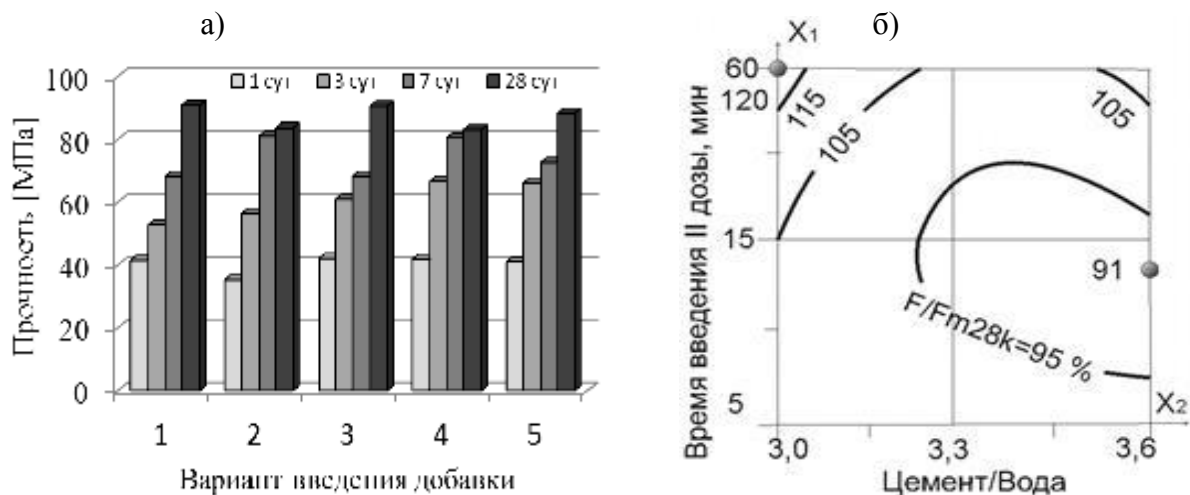 а)
100
80
60
40
20
0
Прочность [МПа]
1 сут 3 сут 7 сут 28 сут
1 2 3 4 5
Вариант введения добавки
б)
X1
60
120
115
105
105
15
91
F/Fm28k=95 %
5
X2
3,0 3,3 3,6
Время введения II дозы, мин
Цемент/Вода